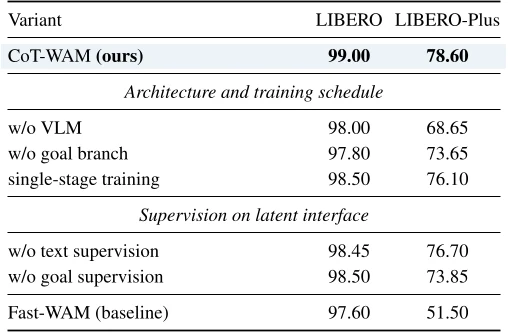 Variant LIBERO LIBERO-Plus
CoT-WAM (ours) 99.00 78.60
Architecture and training schedule
w/o VLM 98.00 68.65
w/o goal branch 97.80 73.65
single-stage training 98.50 76.10
Supervision on latent interface
w/o text supervision 98.45 76.70
w/o goal supervision 98.50 73.85
Fast-WAM (baseline) 97.60 51.50